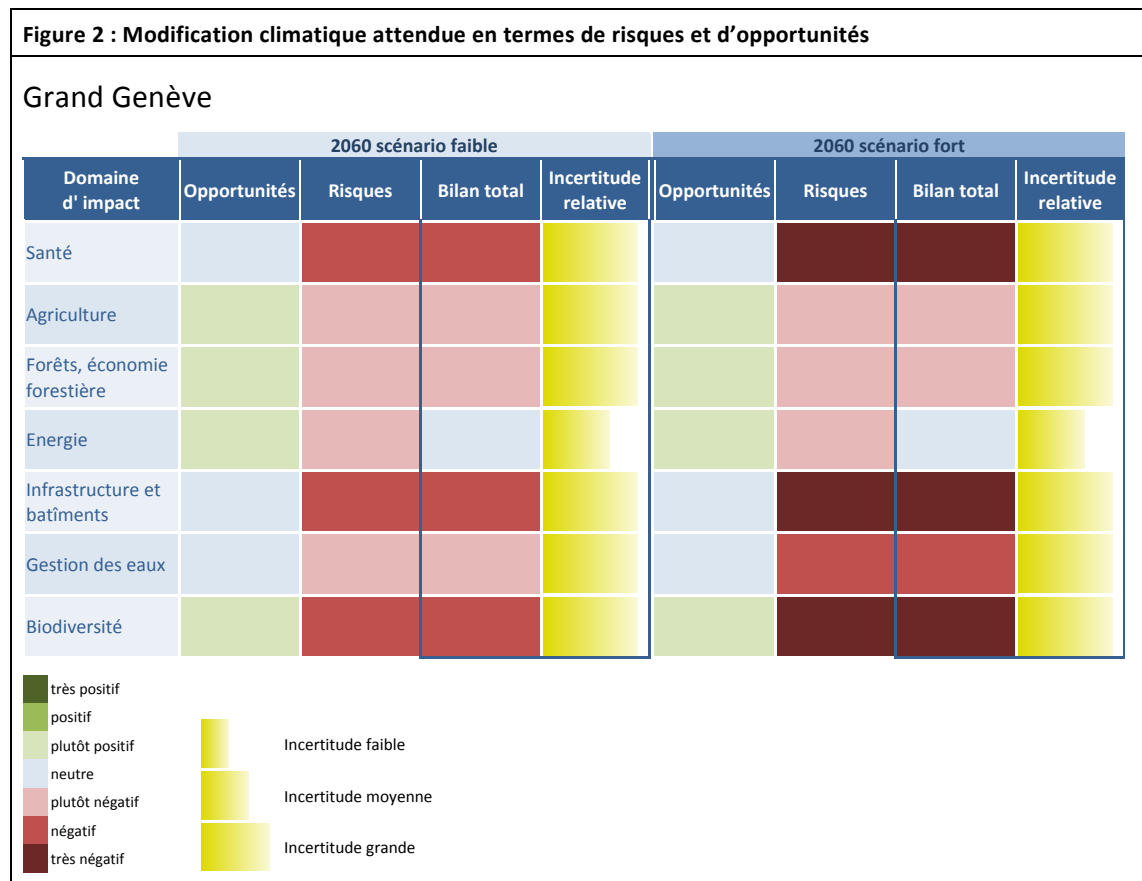 Figure 2 : Modification climatique attendue en termes de risques et d’opportunités
Grand Genève
2060 scénario faible
2060 scénario fort
Domaine
d' impact
Opportunités
Risques
Bilan total
Incertitude
relative
Opportunités
Risques
Bilan total
Incertitude
relative
Santé
Agriculture
Forêts, économie
forestière
Energie
Infrastructure et
batîments
Gestion des eaux
Biodiversité
très positif
positif
plutôt positif
neutre
plutôt négatif
négatif
très négatif
Incertitude faible
Incertitude moyenne
Incertitude grande